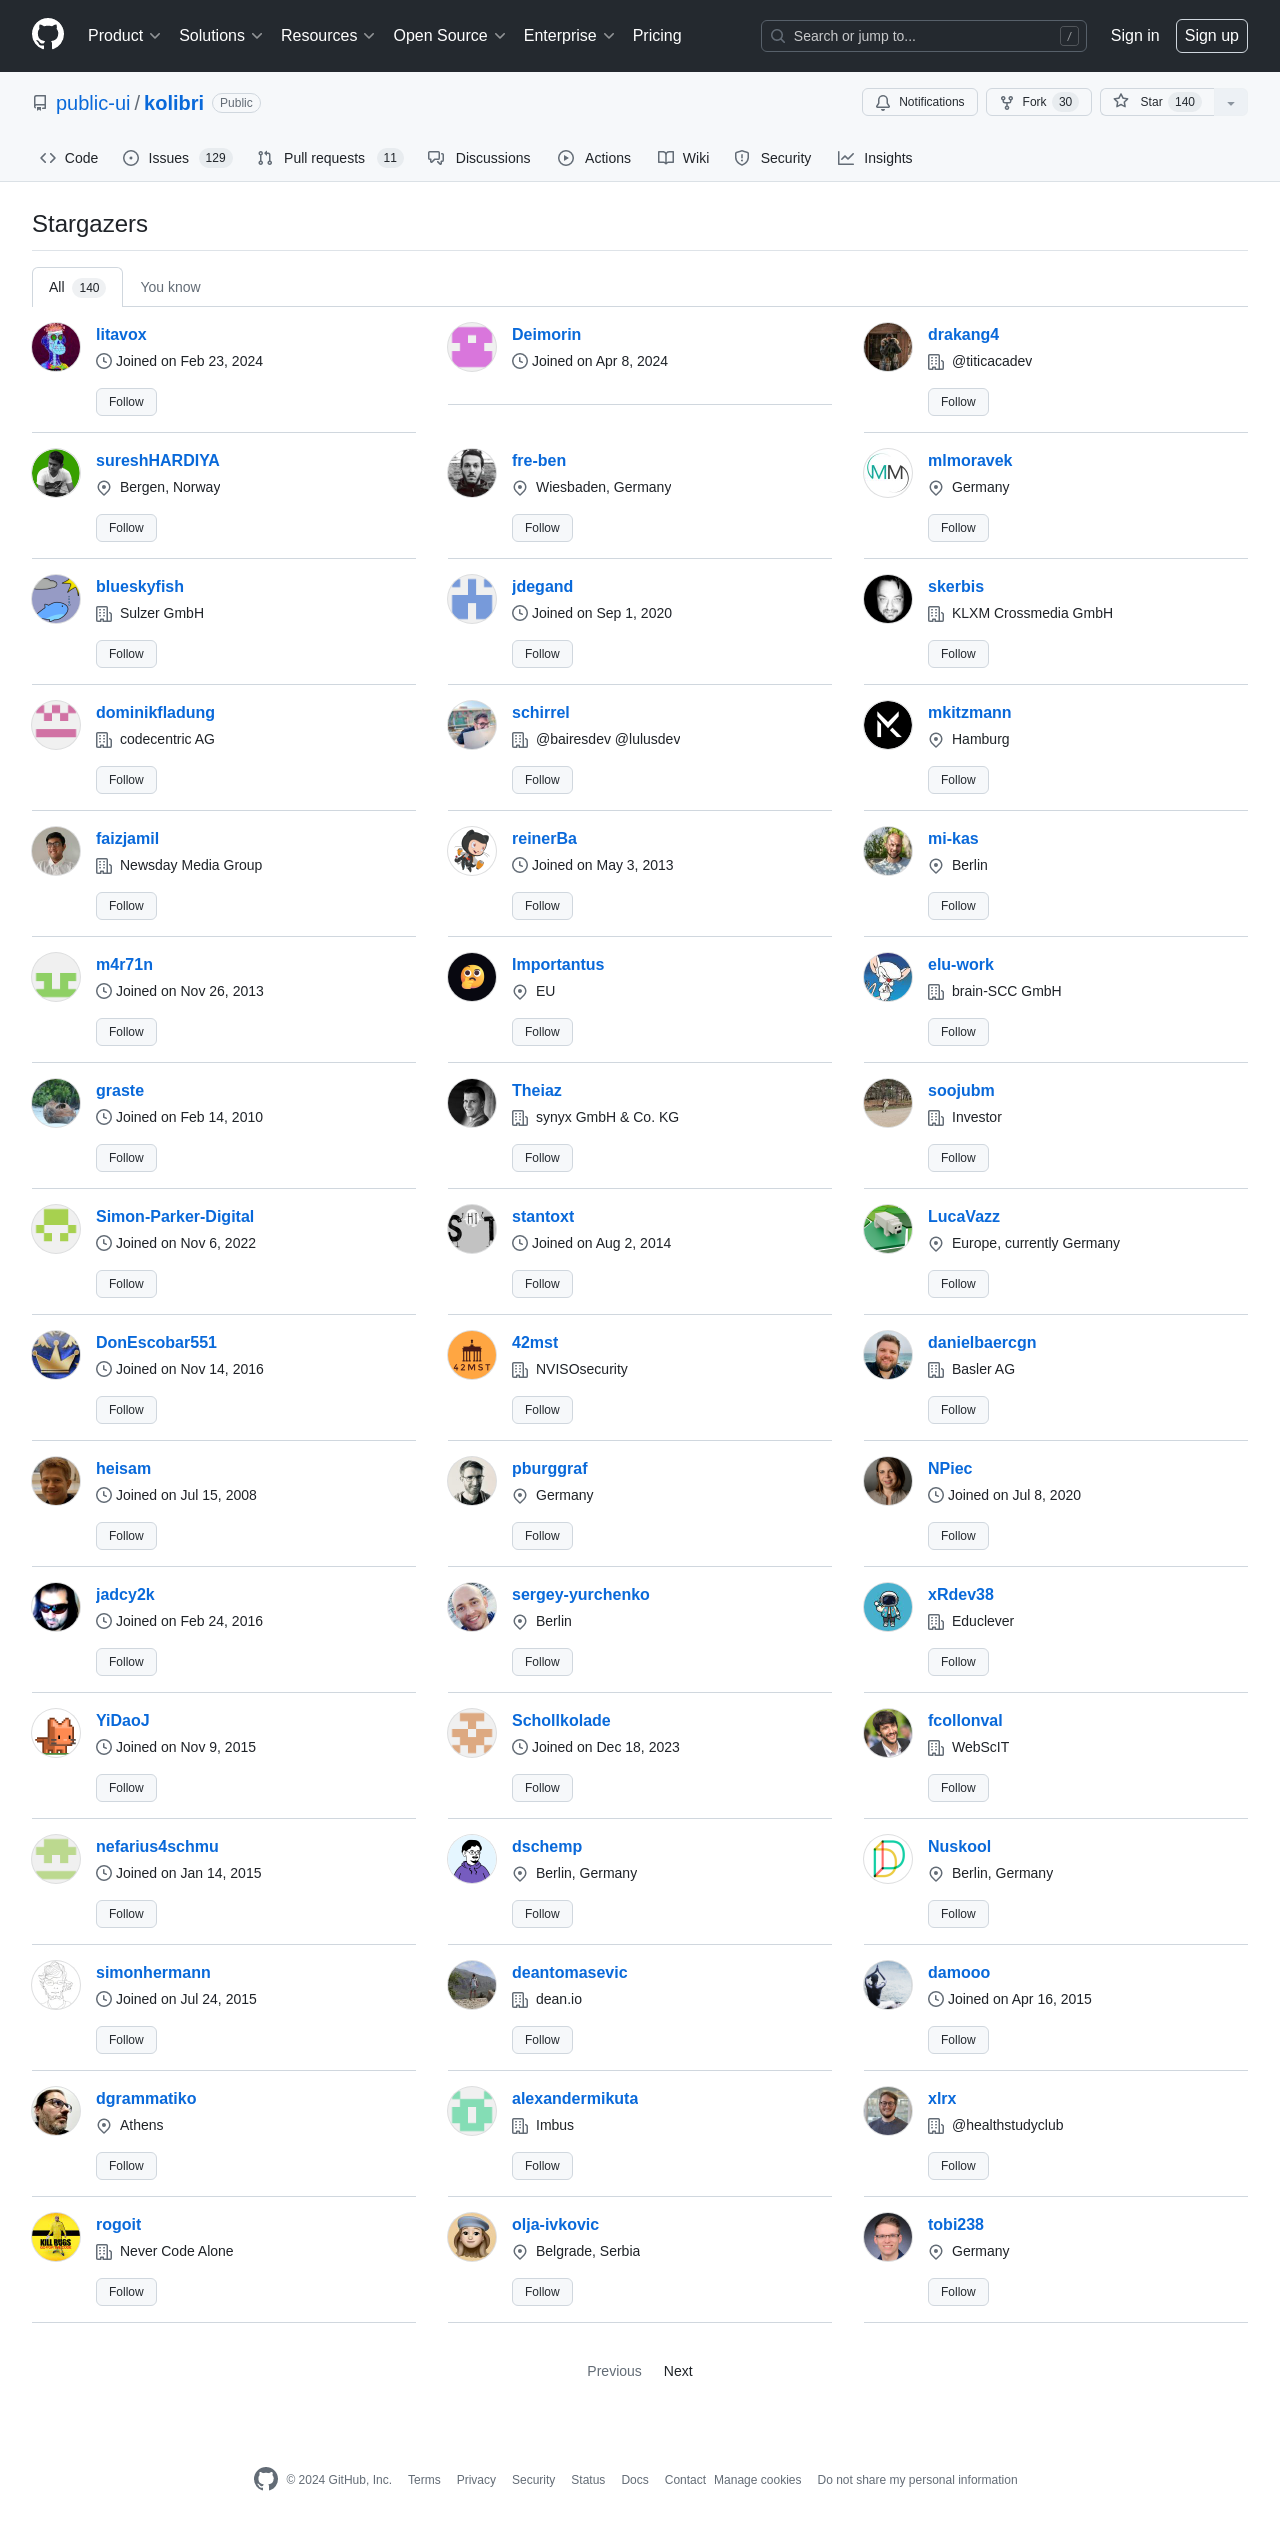 Product Solutions Resources Open Source Enterprise Pricing Search or jump to... / Sign in Sign up
public-ui / kolibri Public Notifications Fork 30 Star 140
Code Issues 129 Pull requests 11 Discussions Actions Wiki Security Insights
Stargazers
All 140 You know
litavox
Joined on Feb 23, 2024
Follow
Deimorin
Joined on Apr 8, 2024
drakang4
@titicacadev
Follow
sureshHARDIYA
Bergen, Norway
Follow
fre-ben
Wiesbaden, Germany
Follow
mlmoravek
Germany
Follow
blueskyfish
Sulzer GmbH
Follow
jdegand
Joined on Sep 1, 2020
Follow
skerbis
KLXM Crossmedia GmbH
Follow
dominikfladung
codecentric AG
Follow
schirrel
@bairesdev @lulusdev
Follow
mkitzmann
Hamburg
Follow
faizjamil
Newsday Media Group
Follow
reinerBa
Joined on May 3, 2013
Follow
mi-kas
Berlin
Follow
m4r71n
Joined on Nov 26, 2013
Follow
Importantus
EU
Follow
elu-work
brain-SCC GmbH
Follow
graste
Joined on Feb 14, 2010
Follow
Theiaz
synyx GmbH & Co. KG
Follow
soojubm
Investor
Follow
Simon-Parker-Digital
Joined on Nov 6, 2022
Follow
stantoxt
Joined on Aug 2, 2014
Follow
LucaVazz
Europe, currently Germany
Follow
DonEscobar551
Joined on Nov 14, 2016
Follow
42MST
42mst
NVISOsecurity
Follow
danielbaercgn
Basler AG
Follow
heisam
Joined on Jul 15, 2008
Follow
pburggraf
Germany
Follow
NPiec
Joined on Jul 8, 2020
Follow
jadcy2k
Joined on Feb 24, 2016
Follow
sergey-yurchenko
Berlin
Follow
xRdev38
Educlever
Follow
YiDaoJ
Joined on Nov 9, 2015
Follow
Schollkolade
Joined on Dec 18, 2023
Follow
fcollonval
WebScIT
Follow
nefarius4schmu
Joined on Jan 14, 2015
Follow
dschemp
Berlin, Germany
Follow
Nuskool
Berlin, Germany
Follow
simonhermann
Joined on Jul 24, 2015
Follow
deantomasevic
dean.io
Follow
damooo
Joined on Apr 16, 2015
Follow
dgrammatiko
Athens
Follow
alexandermikuta
Imbus
Follow
xlrx
@healthstudyclub
Follow
KILL BUGS
rogoit
Never Code Alone
Follow
olja-ivkovic
Belgrade, Serbia
Follow
tobi238
Germany
Follow
Previous Next
© 2024 GitHub, Inc. Terms Privacy Security Status Docs Contact Manage cookies Do not share my personal information